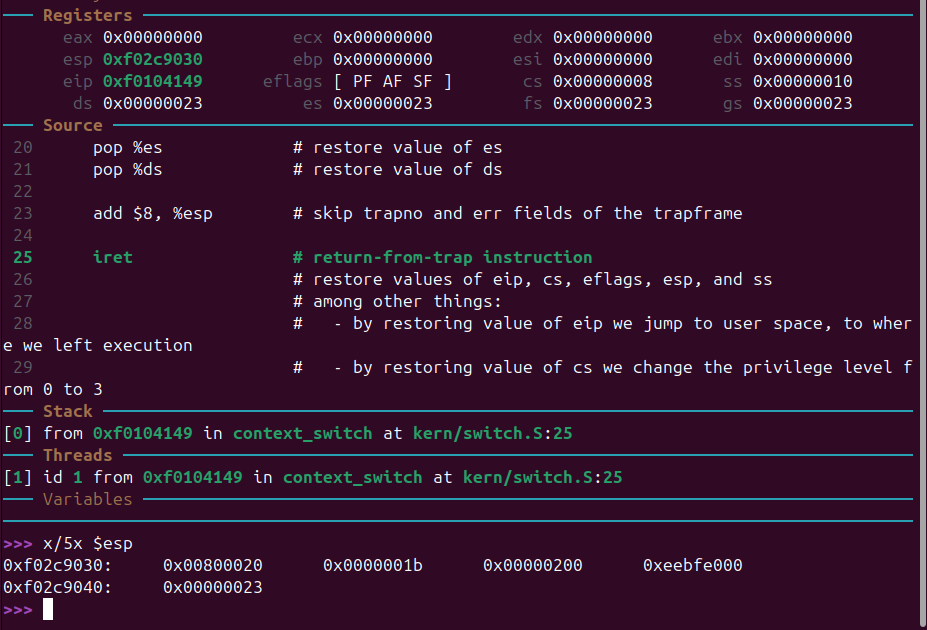 Registers
eax 0x00000000 ecx 0x00000000 edx 0x00000000 ebx 0x00000000
esp 0xf02c9030 ebp 0x00000000 esi 0x00000000 edi 0x00000000
eip 0xf0104149 eflags [ PF AF SF ] cs 0x00000008 ss 0x00000010
ds 0x00000023 es 0x00000023 fs 0x00000023 gs 0x00000023
Source
20 pop %es # restore value of es
21 pop %ds # restore value of ds
22
23 add $8, %esp # skip trapno and err fields of the trapframe
24
25 iret # return-from-trap instruction
26 # restore values of eip, cs, eflags, esp, and ss
27 # among other things:
28 # - by restoring value of eip we jump to user space, to wher
e we left execution
29 # - by restoring value of cs we change the privilege level f
rom 0 to 3
Stack
[0] from 0xf0104149 in context_switch at kern/switch.S:25
Threads
[1] id 1 from 0xf0104149 in context_switch at kern/switch.S:25
Variables
>>> x/5x $esp
0xf02c9030: 0x00800020 0x0000001b 0x00000200 0xeebfe000
0xf02c9040: 0x00000023
>>>